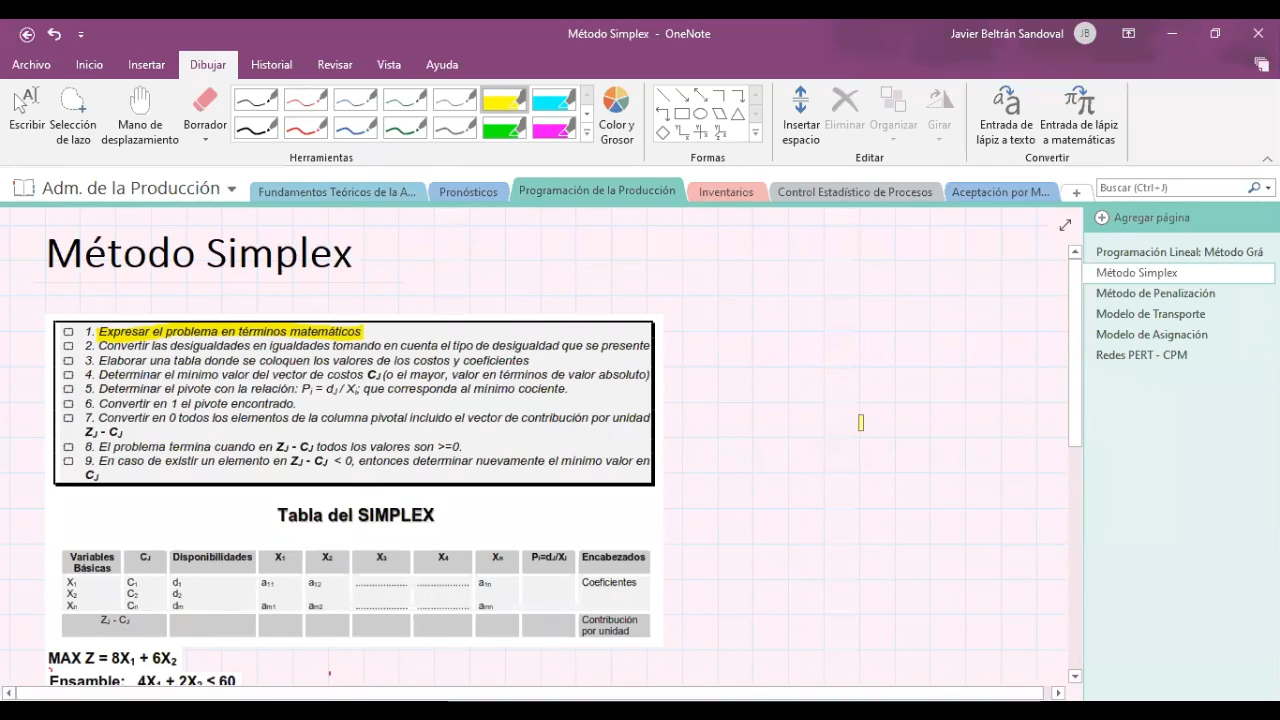 Método Simplex - OneNote
Javier Beltrán Sandoval JB
Archivo Inicio Insertar Dibujar Historial Revisar Vista Ayuda
Escribir Selección de lazo Mano de desplazamiento Borrador Color y Grosor Insertar espacio Eliminar Organizar Girar Entrada de lápiz a texto Entrada de lápiz a matemáticas
Herramientas Formas Editar Convertir
Adm. de la Producción Fundamentos Teóricos de la A... Pronósticos Programación de la Producción Inventarios Control Estadístico de Procesos Aceptación por M... Buscar (Ctrl+J)
Agregar página
Programación Lineal: Método Grá
Método Simplex
Método de Penalización
Modelo de Transporte
Modelo de Asignación
Redes PERT - CPM
Método Simplex
1. Expresar el problema en términos matemáticos
2. Convertir las desigualdades en igualdades tomando en cuenta el tipo de desigualdad que se presente
3. Elaborar una tabla donde se coloquen los valores de los costos y coeficientes
4. Determinar el mínimo valor del vector de costos CJ (o el mayor, valor en términos de valor absoluto)
5. Determinar el pivote con la relación: Pi = dJ / Xi; que corresponda al mínimo cociente.
6. Convertir en 1 el pivote encontrado.
7. Convertir en 0 todos los elementos de la columna pivotal incluido el vector de contribución por unidad
ZJ - CJ
8. El problema termina cuando en ZJ - CJ todos los valores son >=0.
9. En caso de existir un elemento en ZJ - CJ < 0, entonces determinar nuevamente el mínimo valor en
CJ
Tabla del SIMPLEX
Variables Básicas CJ Disponibilidades X1 X2 X3 X4 Xn Pi=dJ/XJ Encabezados
X1 C1 d1 a11 a12 .................. .................. a1n Coeficientes
X2 C2 d2
Xn Cn dm am1 am2 .................. .................. amn
ZJ - CJ Contribución por unidad
MAX Z = 8X1 + 6X2
Ensamble: 4X1 + 2X2 ≤ 60